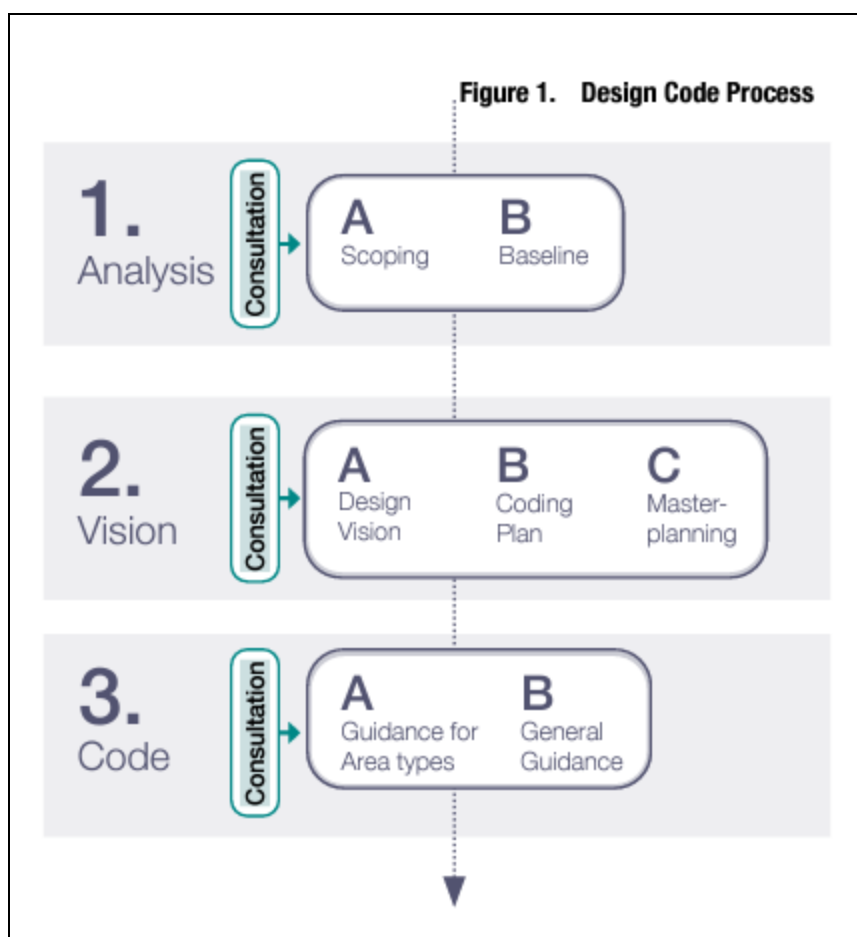 Figure 1. Design Code Process
1.
Analysis
Consultation
A
Scoping
B
Baseline
2.
Vision
Consultation
A
Design
Vision
B
Coding
Plan
C
Master-
planning
3.
Code
Consultation
A
Guidance for
Area types
B
General
Guidance